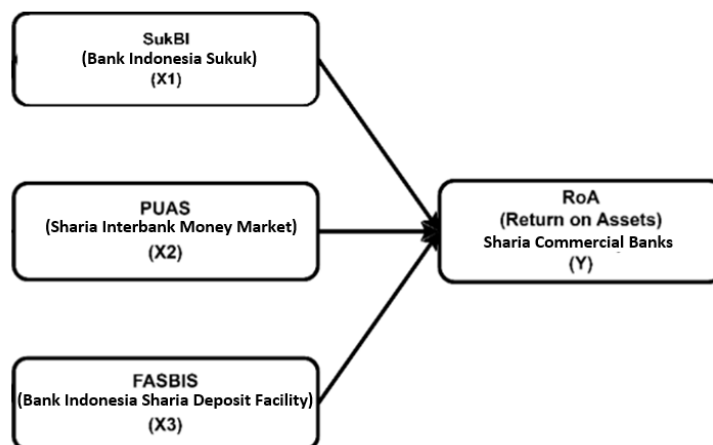 SukBI
(Bank Indonesia Sukuk)
(X1)
PUAS
(Sharia Interbank Money Market)
(X2)
FASBIS
(Bank Indonesia Sharia Deposit Facility)
(X3)
RoA
(Return on Assets)
Sharia Commercial Banks
(Y)